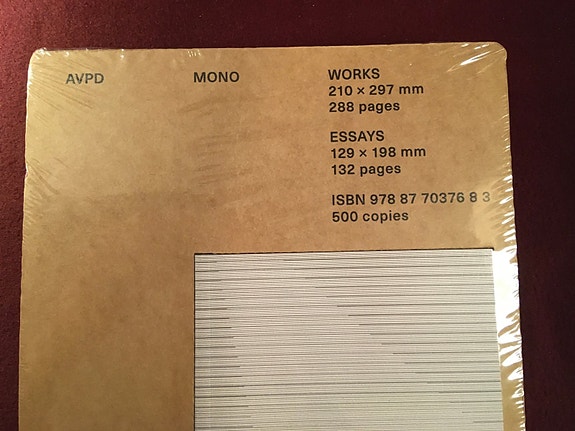 AVPD
MONO
WORKS
210 × 297 mm
288 pages
ESSAYS
129 × 198 mm
132 pages
ISBN 978 87 70376 8 3
500 copies